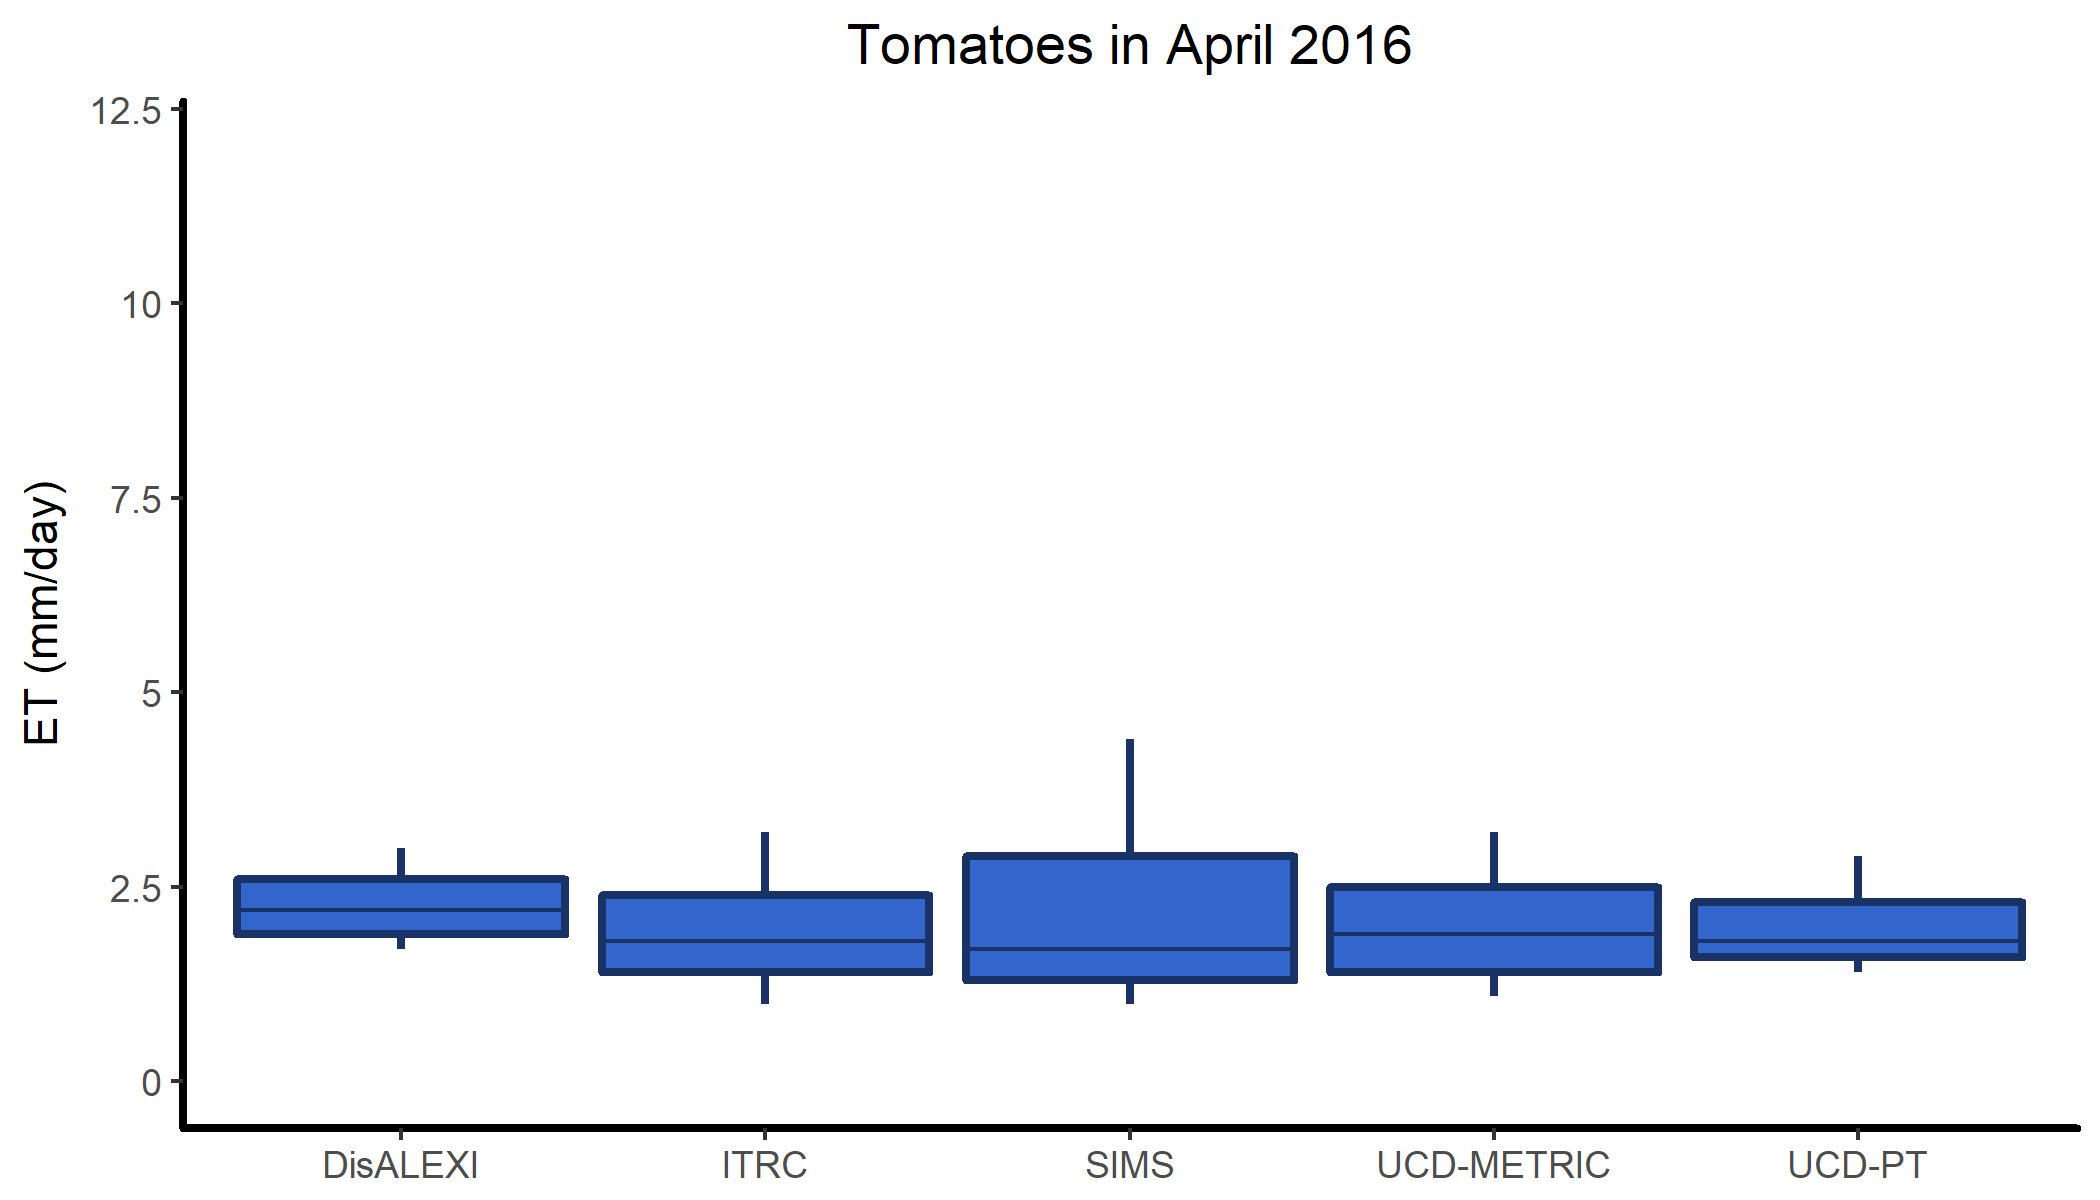 Tomatoes in April 2016
12.5
10
7.5
5
2.5
0
ET (mm/day)
DisALEXI
ITRC
SIMS
UCD-METRIC
UCD-PT